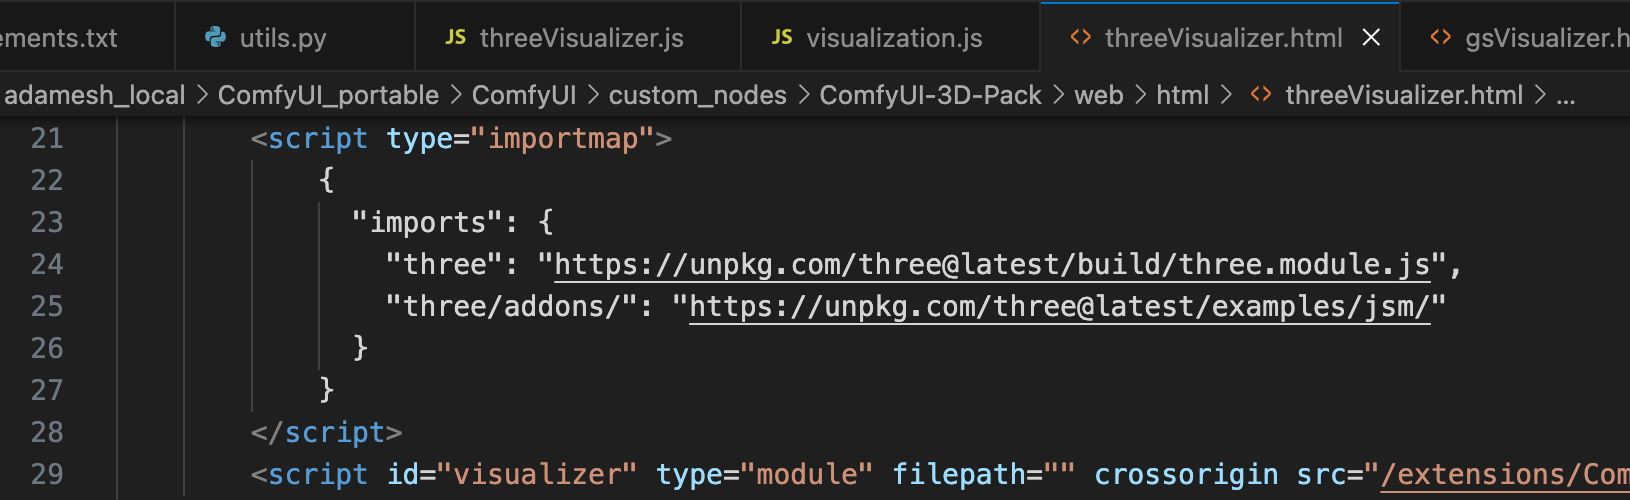 ements.txt utils.py JS threeVisualizer.js JS visualization.js <> threeVisualizer.html × <> gsVisualizer.h
adamesh_local > ComfyUI_portable > ComfyUI > custom_nodes > ComfyUI-3D-Pack > web > html > <> threeVisualizer.html > ...
21 <script type="importmap">
22 {
23 "imports": {
24 "three": "https://unpkg.com/three@latest/build/three.module.js",
25 "three/addons/": "https://unpkg.com/three@latest/examples/jsm/"
26 }
27 }
28 </script>
29 <script id="visualizer" type="module" filepath="" crossorigin src="/extensions/Com